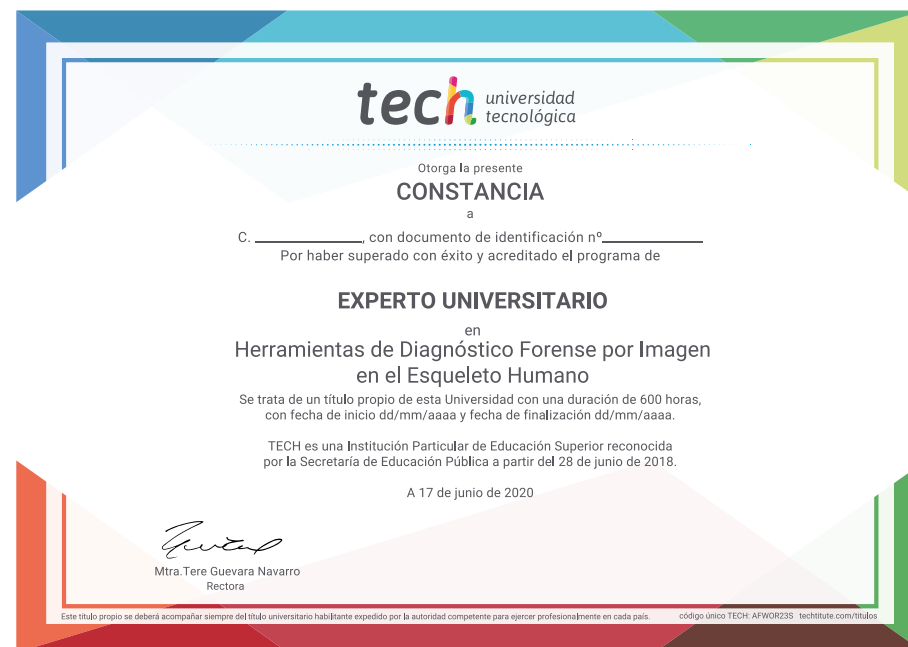 tech universidad
tecnológica
Otorga la presente
CONSTANCIA
a
C. ______________, con documento de identificación nº_____________
Por haber superado con éxito y acreditado el programa de
EXPERTO UNIVERSITARIO
en
Herramientas de Diagnóstico Forense por Imagen
en el Esqueleto Humano
Se trata de un título propio de esta Universidad con una duración de 600 horas,
con fecha de inicio dd/mm/aaaa y fecha de finalización dd/mm/aaaa.
TECH es una Institución Particular de Educación Superior reconocida
por la Secretaría de Educación Pública a partir del 28 de junio de 2018.
A 17 de junio de 2020
Mtra.Tere Guevara Navarro
Rectora
Este título propio se deberá acompañar siempre del título universitario habilitante expedido por la autoridad competente para ejercer profesionalmente en cada país. código único TECH: AFWOR23S techtitute.com/titulos